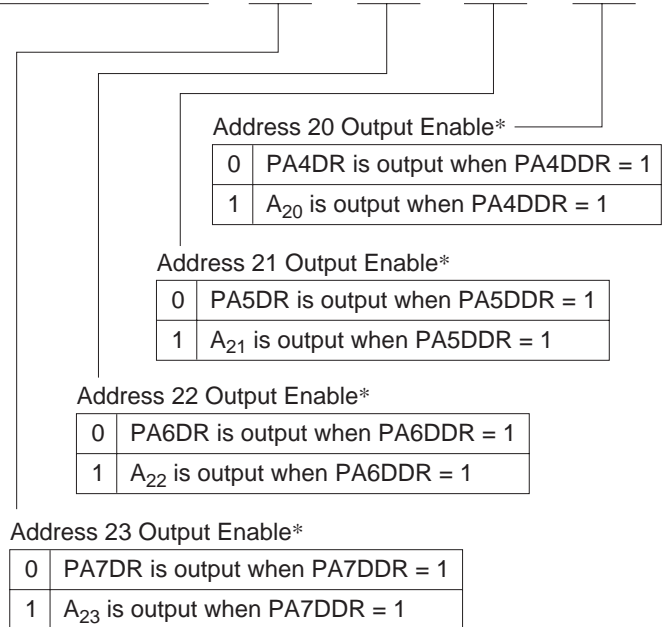 Address 20 Output Enable*
0 PA4DR is output when PA4DDR = 1
1 A20 is output when PA4DDR = 1
Address 21 Output Enable*
0 PA5DR is output when PA5DDR = 1
1 A21 is output when PA5DDR = 1
Address 22 Output Enable*
0 PA6DR is output when PA6DDR = 1
1 A22 is output when PA6DDR = 1
Address 23 Output Enable*
0 PA7DR is output when PA7DDR = 1
1 A23 is output when PA7DDR = 1